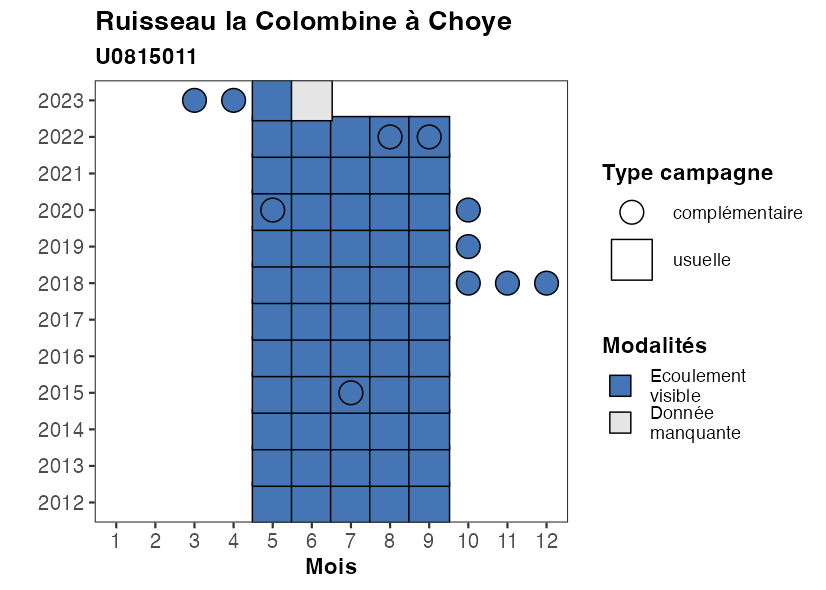 Ruisseau la Colombine à Choye
U0815011
2023
2022
2021
2020
2019
2018
2017
2016
2015
2014
2013
2012
1 2 3 4 5 6 7 8 9 10 11 12
Mois
Type campagne
complémentaire
usuelle
Modalités
Ecoulement
visible
Donnée
manquante